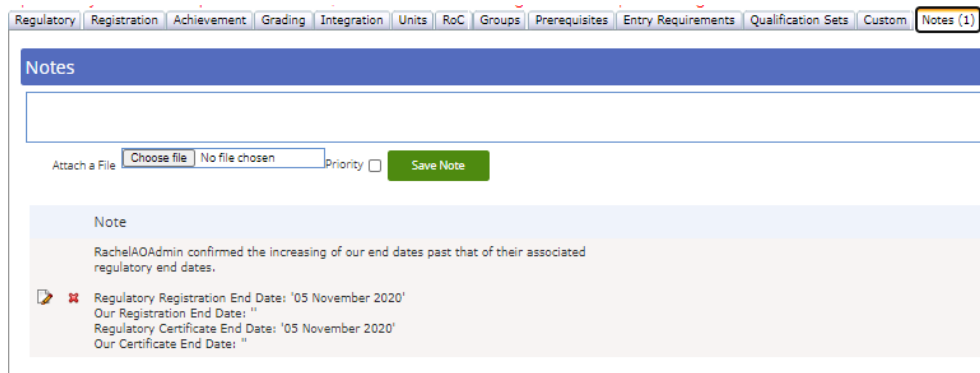 Regulatory Registration Achievement Grading Integration Units RoC Groups Prerequisites Entry Requirements Qualification Sets Custom Notes (1)
Notes
Attach a File Choose file No file chosen Priority Save Note
Note
RachelAOAdmin confirmed the increasing of our end dates past that of their associated
regulatory end dates.
Regulatory Registration End Date: '05 November 2020'
Our Registration End Date: ''
Regulatory Certificate End Date: '05 November 2020'
Our Certificate End Date: ''